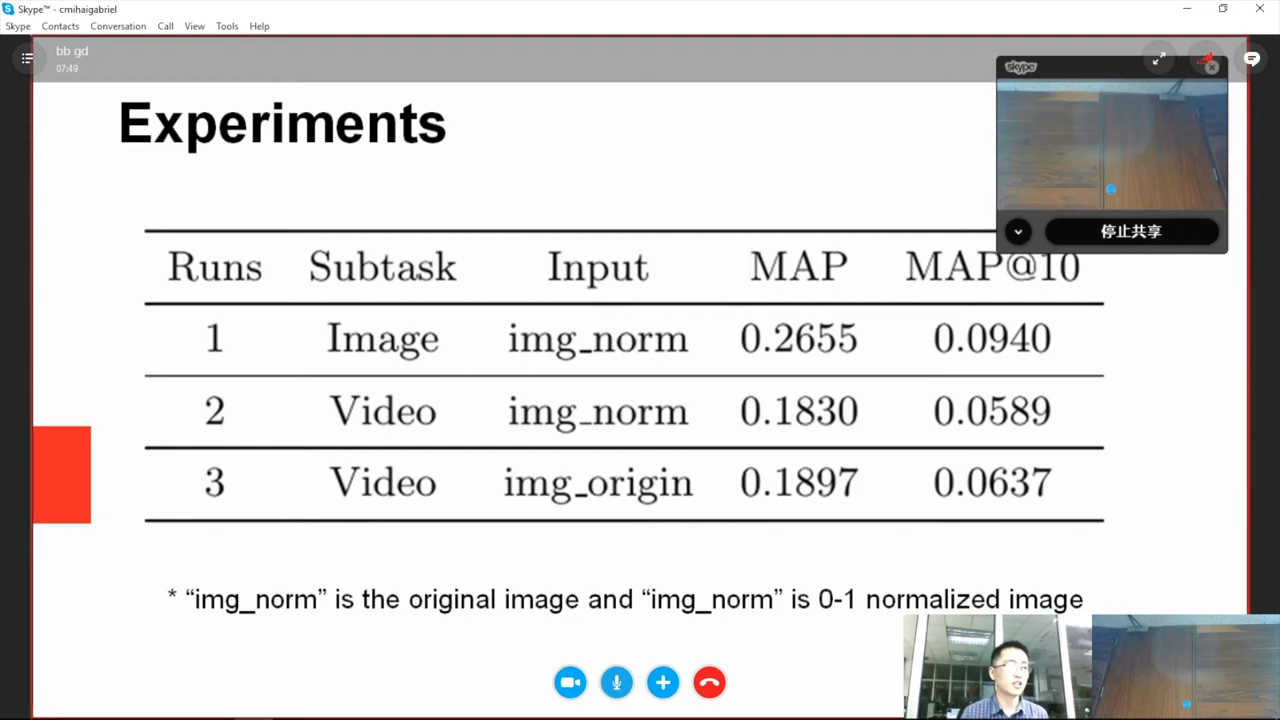 Skype™ - cmihaigabriel
Skype Contacts Conversation Call View Tools Help
bb gd
07:49
skype
停止共享
Experiments
Runs Subtask Input MAP MAP@10
1 Image img_norm 0.2655 0.0940
2 Video img_norm 0.1830 0.0589
3 Video img_origin 0.1897 0.0637
* “img_norm” is the original image and “img_norm” is 0-1 normalized image